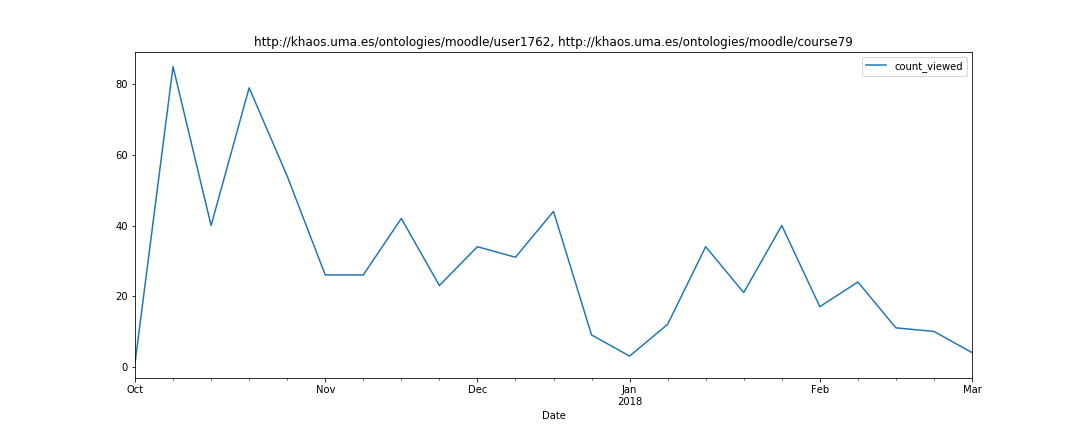 http://khaos.uma.es/ontologies/moodle/user1762, http://khaos.uma.es/ontologies/moodle/course79
count_viewed
80
60
40
20
0
Oct Nov Dec Jan Feb Mar
2018
Date